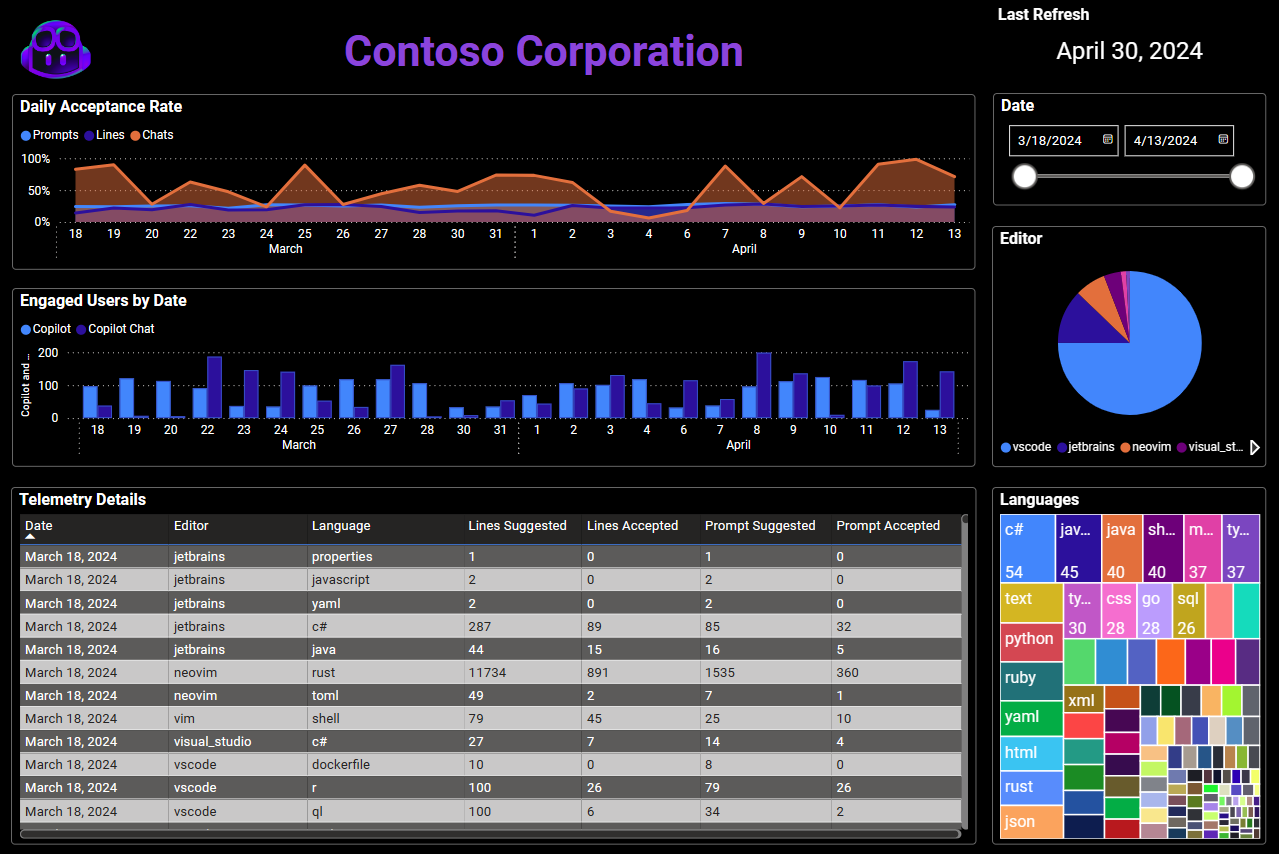 Last Refresh
Contoso Corporation
April 30, 2024
Daily Acceptance Rate
Prompts Lines Chats
100%
50%
0%
18 19 20 22 23 24 25 26 27 28 30 31 1 2 3 4 6 7 8 9 10 11 12 13
March April
Date
3/18/2024 4/13/2024
Engaged Users by Date
Copilot Copilot Chat
Copilot and ...
200
100
0
18 19 20 22 23 24 25 26 27 28 30 31 1 2 3 4 6 7 8 9 10 11 12 13
March April
Editor
vscode jetbrains neovim visual_st...
Telemetry Details
Date Editor Language Lines Suggested Lines Accepted Prompt Suggested Prompt Accepted
March 18, 2024 jetbrains properties 1 0 1 0
March 18, 2024 jetbrains javascript 2 0 2 0
March 18, 2024 jetbrains yaml 2 0 2 0
March 18, 2024 jetbrains c# 287 89 85 32
March 18, 2024 jetbrains java 44 15 16 5
March 18, 2024 neovim rust 11734 891 1535 360
March 18, 2024 neovim toml 49 2 7 1
March 18, 2024 vim shell 79 45 25 10
March 18, 2024 visual_studio c# 27 7 14 4
March 18, 2024 vscode dockerfile 10 0 8 0
March 18, 2024 vscode r 100 26 79 26
March 18, 2024 vscode ql 100 6 34 2
Languages
c# jav... java sh... m... ty...
54 45 40 40 37 37
text ty... css go sql
30 28 28 26
python
ruby
yaml xml
html
rust
json